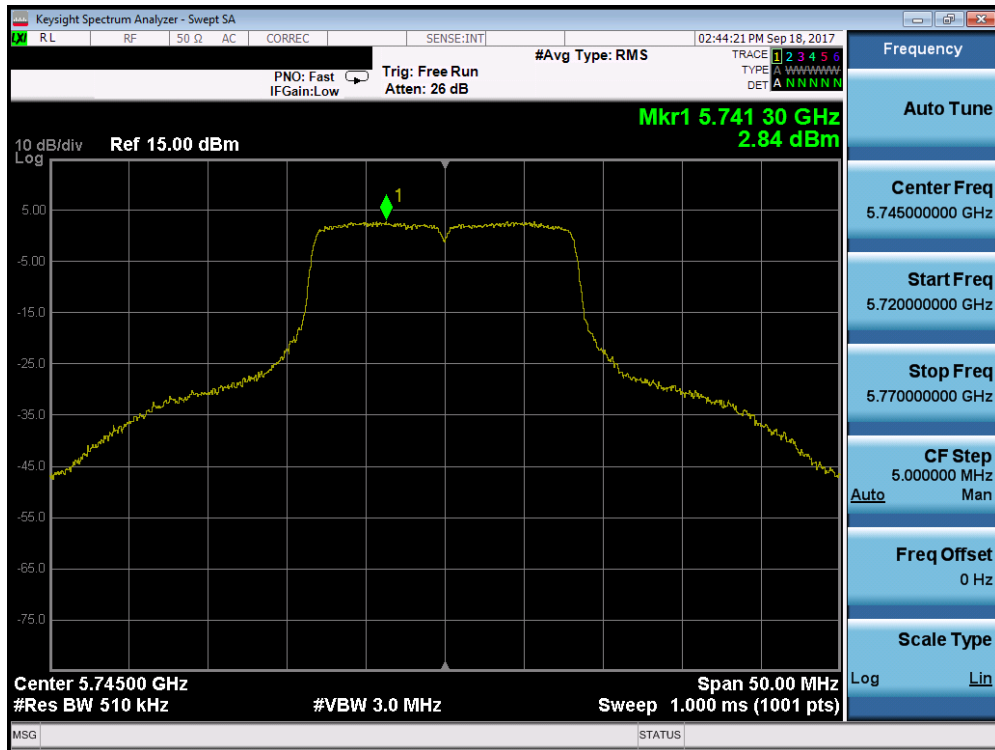 Keysight Spectrum Analyzer - Swept SA
LXI RL RF 50 Ω AC CORREC SENSE:INT 02:44:21 PM Sep 18, 2017
#Avg Type: RMS TRACE 1 2 3 4 5 6
PNO: Fast Trig: Free Run TYPE A WWWWW
IFGain:Low Atten: 26 dB DET A N N N N N
Mkr1 5.741 30 GHz
2.84 dBm
10 dB/div Ref 15.00 dBm
Log
1
5.00
-5.00
-15.0
-25.0
-35.0
-45.0
-55.0
-65.0
-75.0
Center 5.74500 GHz Span 50.00 MHz
#Res BW 510 kHz #VBW 3.0 MHz Sweep 1.000 ms (1001 pts)
MSG STATUS
Frequency
Auto Tune
Center Freq
5.745000000 GHz
Start Freq
5.720000000 GHz
Stop Freq
5.770000000 GHz
CF Step
5.000000 MHz
Auto Man
Freq Offset
0 Hz
Scale Type
Log Lin